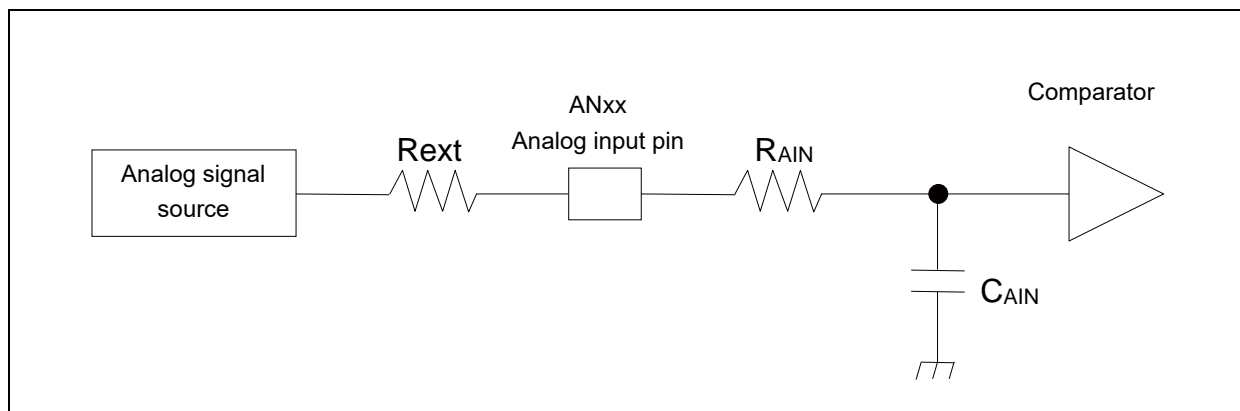 Comparator
ANxx
Analog input pin
Analog signal
source
Rext
RAIN
CAIN